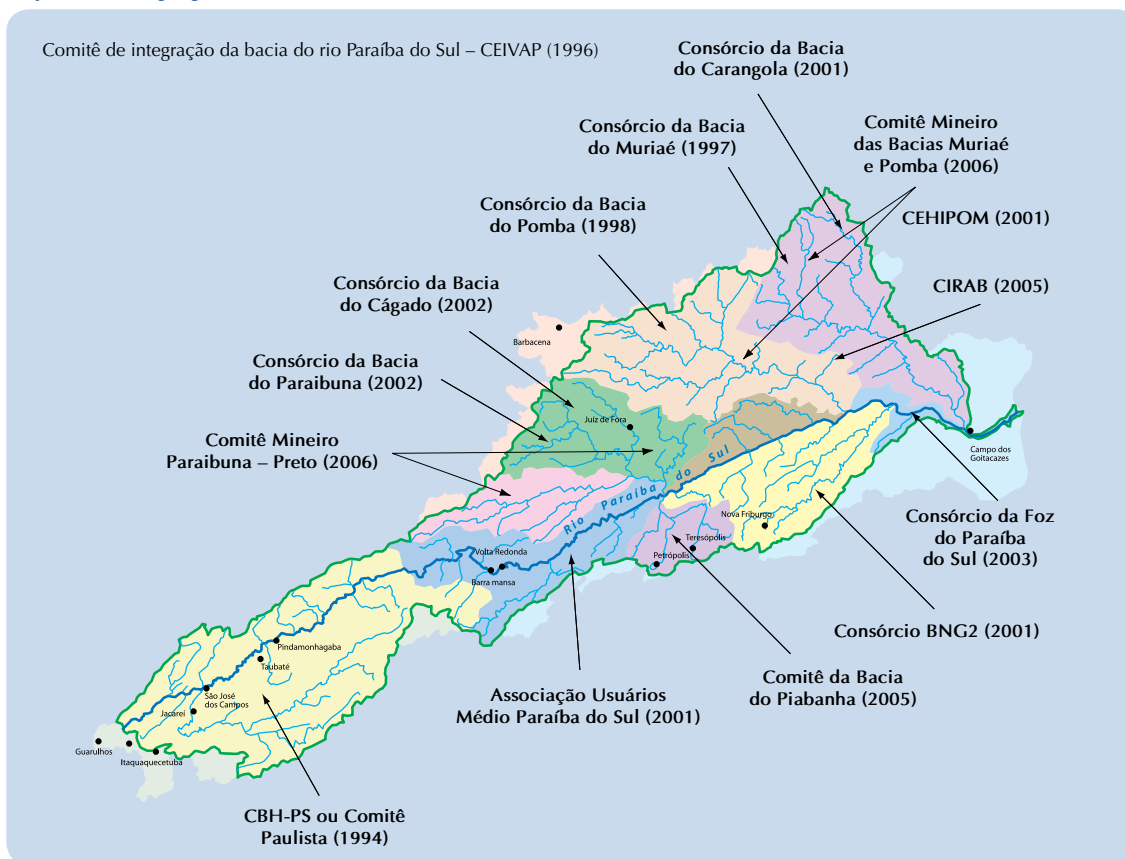 Comitê de integração da bacia do rio Paraíba do Sul – CEIVAP (1996)
Consórcio da Bacia
do Carangola (2001)
Consórcio da Bacia
do Muriaé (1997)
Comitê Mineiro
das Bacias Muriaé
e Pomba (2006)
Consórcio da Bacia
do Pomba (1998)
CEHIPOM (2001)
Consórcio da Bacia
do Cágado (2002)
CIRAB (2005)
Barbacena
Consórcio da Bacia
do Paraibuna (2002)
Juíz de Fora
Comitê Mineiro
Paraibuna – Preto (2006)
Campo dos
Goitacazes
Rio Paraíba do Sul
Nova Friburgo
Consórcio da Foz
do Paraíba
do Sul (2003)
Teresópolis
Petrópolis
Volta Redonda
Barra mansa
Consórcio BNG2 (2001)
Pindamonhagaba
Taubaté
Comitê da Bacia
do Piabanha (2005)
Associação Usuários
Médio Paraíba do Sul (2001)
São José
dos Campos
Jacareí
Guarulhos
Itaquaquecetuba
CBH-PS ou Comitê
Paulista (1994)